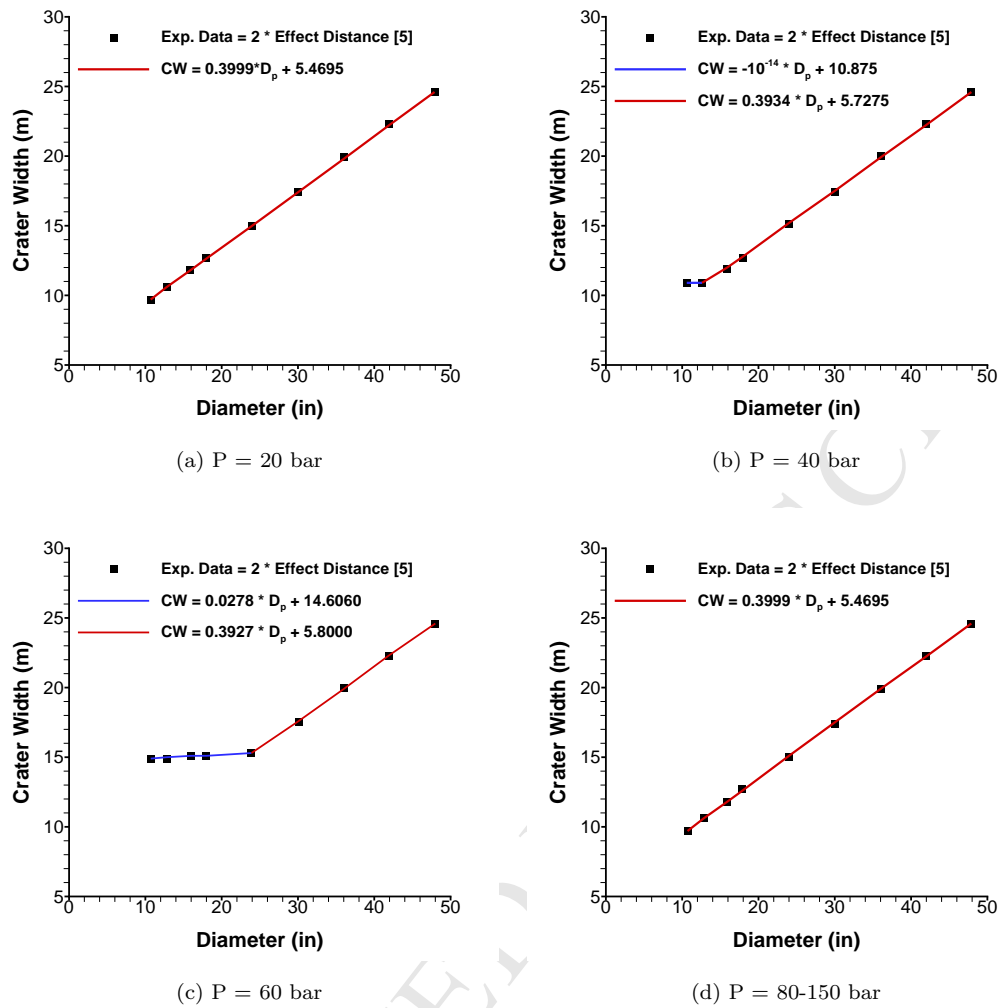 30
25
20
15
10
5
0
10
20
30
40
50
Crater Width (m)
Diameter (in)
Exp. Data = 2 * Effect Distance [5]
CW = 0.3999*Dp + 5.4695
(a) P = 20 bar
30
25
20
15
10
5
0
10
20
30
40
50
Crater Width (m)
Diameter (in)
Exp. Data = 2 * Effect Distance [5]
CW = -10^-14 * Dp + 10.875
CW = 0.3934 * Dp + 5.7275
(b) P = 40 bar
30
25
20
15
10
5
0
10
20
30
40
50
Crater Width (m)
Diameter (in)
Exp. Data = 2 * Effect Distance [5]
CW = 0.0278 * Dp + 14.6060
CW = 0.3927 * Dp + 5.8000
(c) P = 60 bar
30
25
20
15
10
5
0
10
20
30
40
50
Crater Width (m)
Diameter (in)
Exp. Data = 2 * Effect Distance [5]
CW = 0.3999 * Dp + 5.4695
(d) P = 80-150 bar